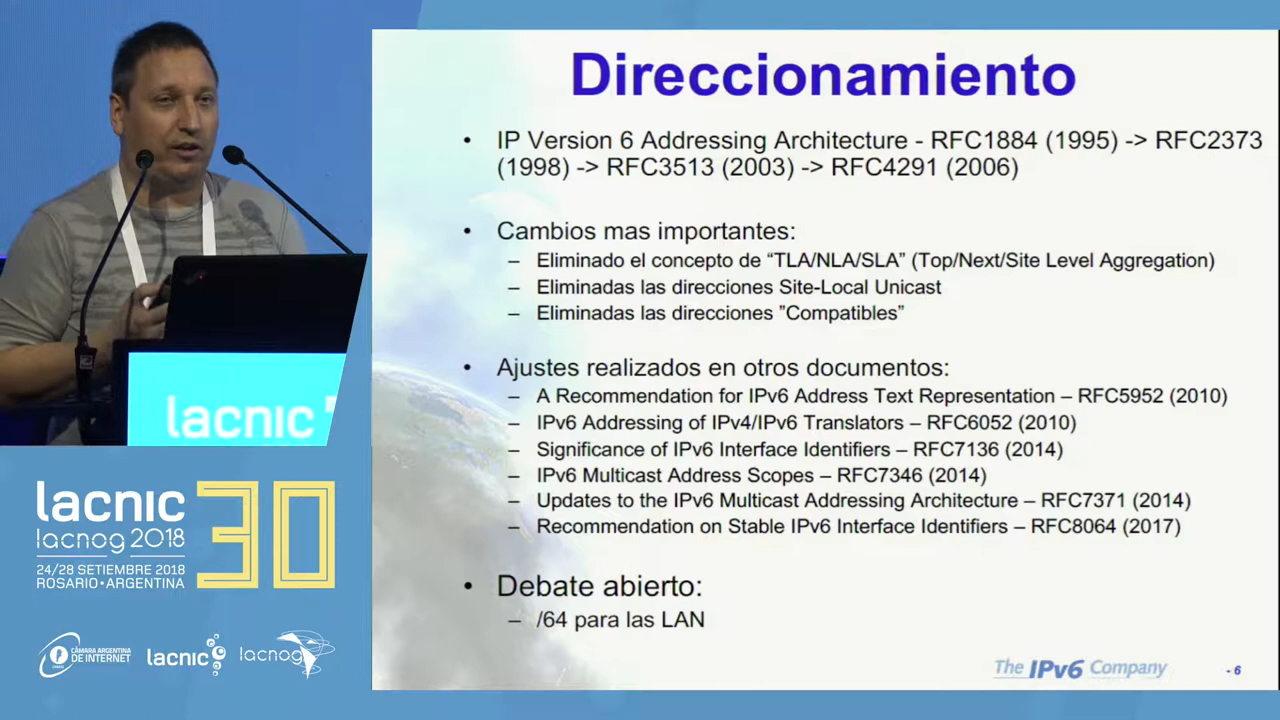 Direccionamiento
• IP Version 6 Addressing Architecture - RFC1884 (1995) -> RFC2373
(1998) -> RFC3513 (2003) -> RFC4291 (2006)
• Cambios mas importantes:
– Eliminado el concepto de “TLA/NLA/SLA” (Top/Next/Site Level Aggregation)
– Eliminadas las direcciones Site-Local Unicast
– Eliminadas las direcciones ”Compatibles”
• Ajustes realizados en otros documentos:
– A Recommendation for IPv6 Address Text Representation – RFC5952 (2010)
– IPv6 Addressing of IPv4/IPv6 Translators – RFC6052 (2010)
– Significance of IPv6 Interface Identifiers – RFC7136 (2014)
– IPv6 Multicast Address Scopes – RFC7346 (2014)
– Updates to the IPv6 Multicast Addressing Architecture – RFC7371 (2014)
– Recommendation on Stable IPv6 Interface Identifiers – RFC8064 (2017)
• Debate abierto:
– /64 para las LAN
The IPv6 Company
- 6
lacnic
lacnic 30
lacnog 2018
24/28 SETIEMBRE 2018
ROSARIO • ARGENTINA
CÁMARA ARGENTINA
DE INTERNET
lacnic
lacnog